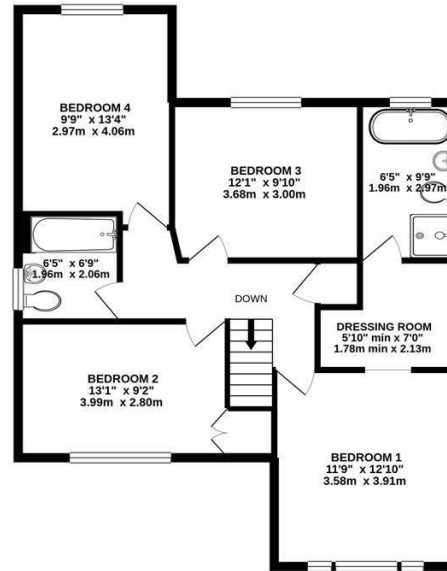 BEDROOM 4
9'9" x 13'4"
2.97m x 4.06m
BEDROOM 3
12'1" x 9'10"
3.68m x 3.00m
6'5" x 9'9"
1.96m x 2.97m
6'5" x 6'9"
1.96m x 2.06m
DOWN
DRESSING ROOM
5'10" min x 7'0"
1.78m min x 2.13m
BEDROOM 2
13'1" x 9'2"
3.99m x 2.80m
BEDROOM 1
11'9" x 12'10"
3.58m x 3.91m